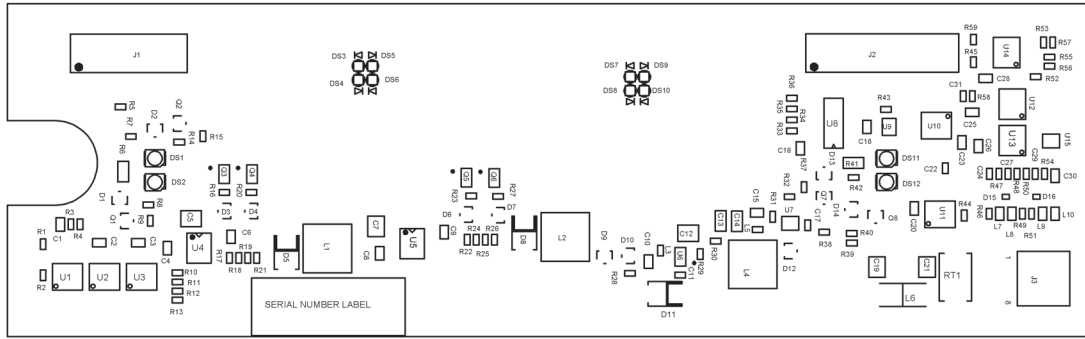 J1
DS3
DS5
DS4
DS6
DS7
DS9
DS8
DS10
J2
R59
R45
U14
R53
R57
R55
R56
R52
C28
R5
R7
D2
Q2
R14
R15
R6
DS1
DS2
D1
R8
Q1
R9
R36
R35
R34
R33
C16
R37
U8
D13
C18
R43
U9
R41
R42
DS11
DS12
U10
C31
R58
C25
C23
C26
C22
U12
U13
U15
C24
R47
C27
R48
R50
C29
R54
C30
D15
D16
R46
L7
L8
R49
R51
L9
L10
Q3
R16
Q4
R20
D3
D4
Q5
R23
Q6
R27
D6
D7
R24
R26
R22
R25
C1
R3
R4
R1
R2
C2
C3
C4
C5
U4
C6
R17
R19
R18
R21
D5
L1
C7
C8
U5
C9
D8
L2
D9
R28
D10
C10
L3
C12
U6
C11
R29
R30
C13
C14
L5
C15
L4
R31
R32
U7
C17
Q7
D14
R38
R40
R39
Q8
D12
D11
C20
U11
R44
C19
C21
L6
RT1
1
J3
8
U1
U2
U3
R10
R11
R12
R13
SERIAL NUMBER LABEL